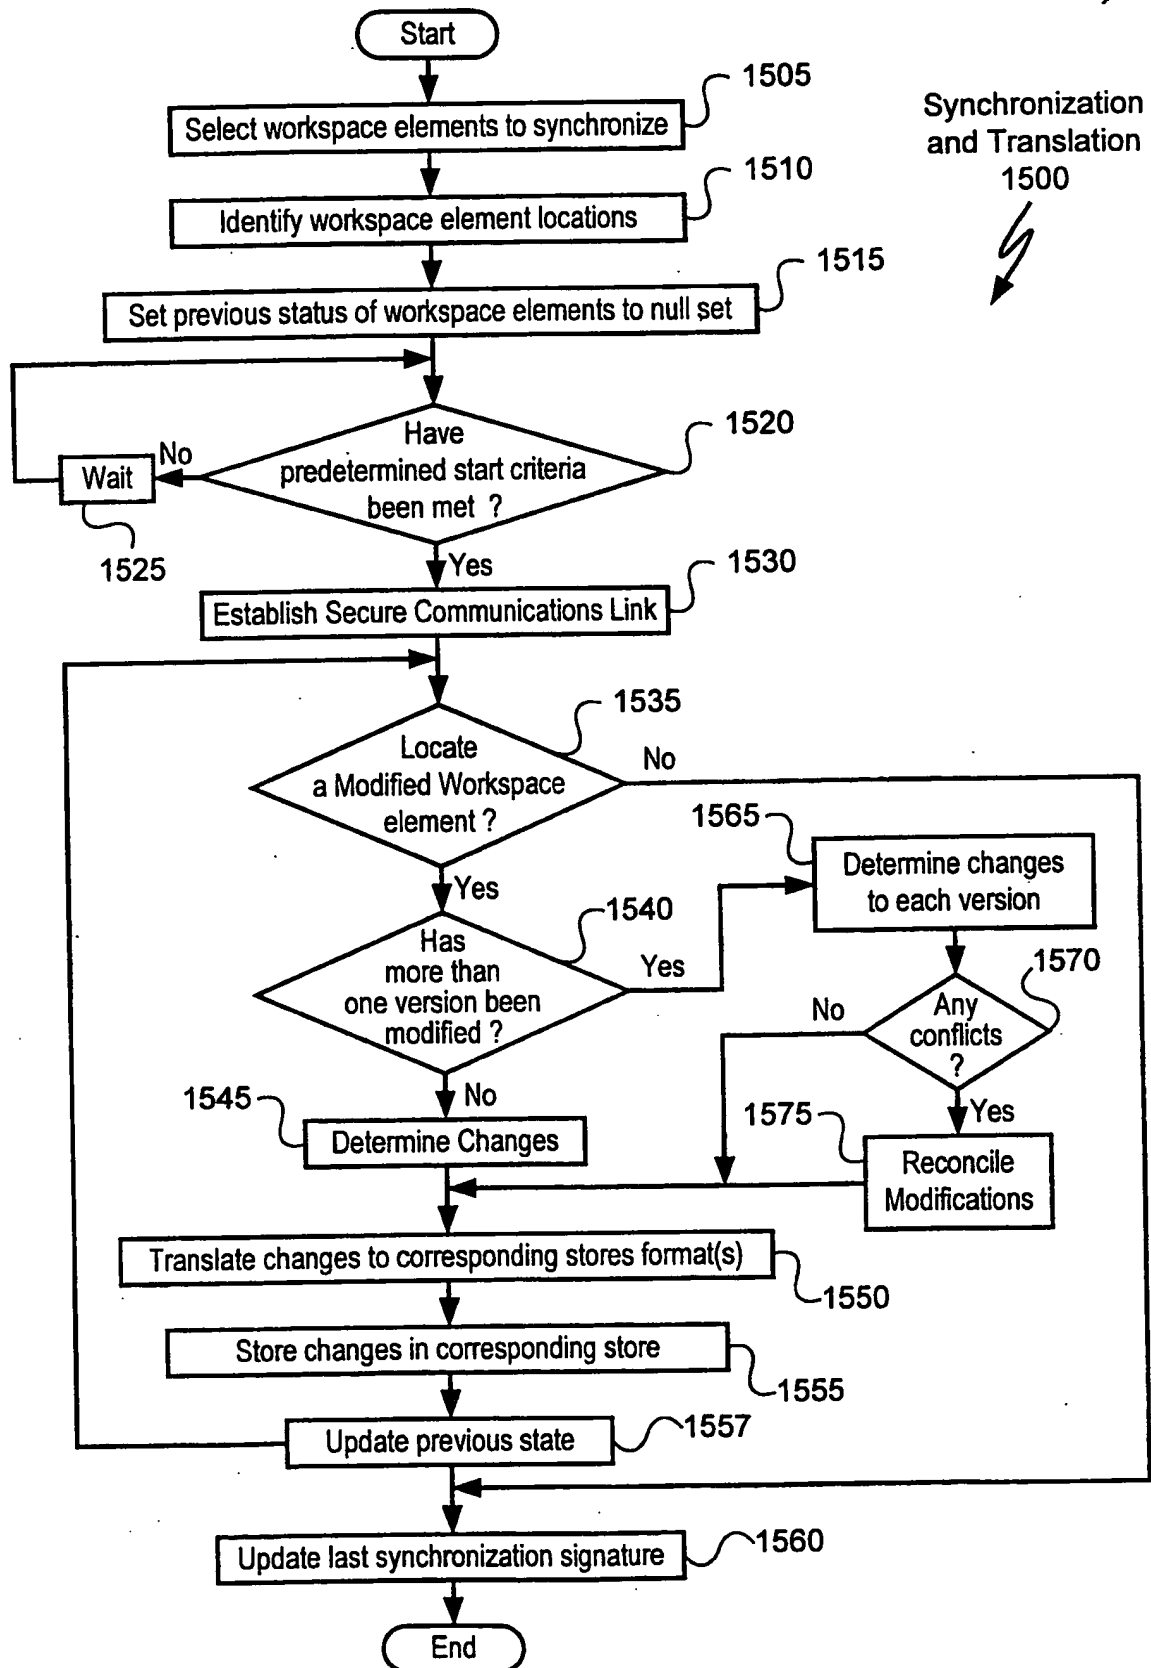 Start
1505
Select workspace elements to synchronize
Synchronization
and Translation
1500
1510
Identify workspace element locations
1515
Set previous status of workspace elements to null set
1520
Have
predetermined start criteria
been met ?
No
Wait
1525
Yes
1530
Establish Secure Communications Link
1535
Locate
a Modified Workspace
element ?
No
Yes
1565
Determine changes
to each version
1540
Has
more than
one version been
modified ?
Yes
1570
Any
conflicts
?
No
Yes
No
1545
Determine Changes
1575
Reconcile
Modifications
Translate changes to corresponding stores format(s)
1550
Store changes in corresponding store
1555
Update previous state
1557
Update last synchronization signature
1560
End